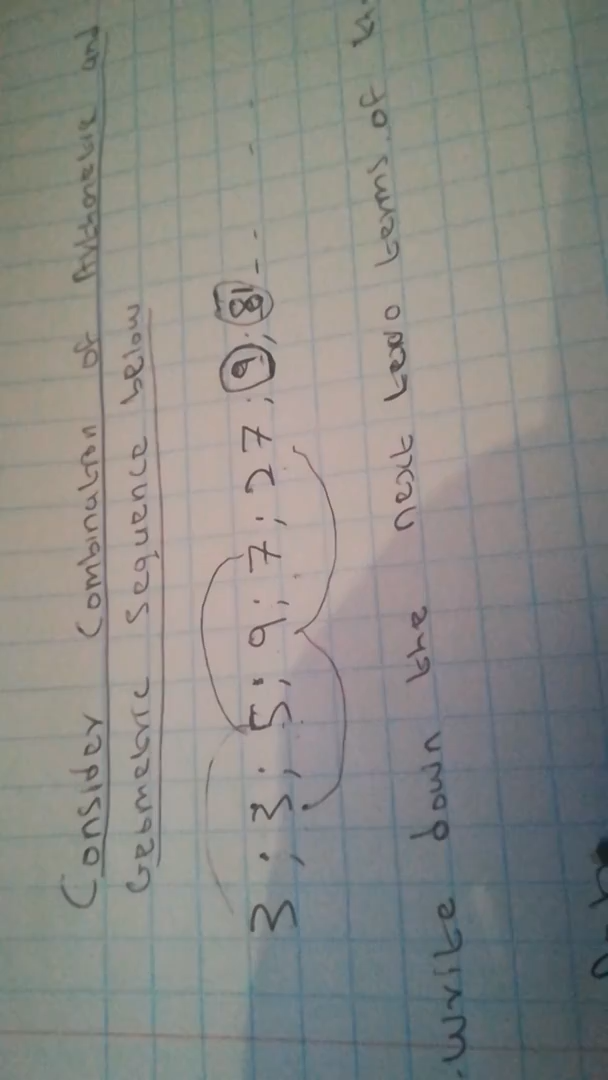 Consider Combination of Arithmetic and
Geometric Sequence below
3 ; 3 ; 5 ; 9 ; 7 ; 27 ; 9 ; 81 - - - - -
Write down the next two terms of